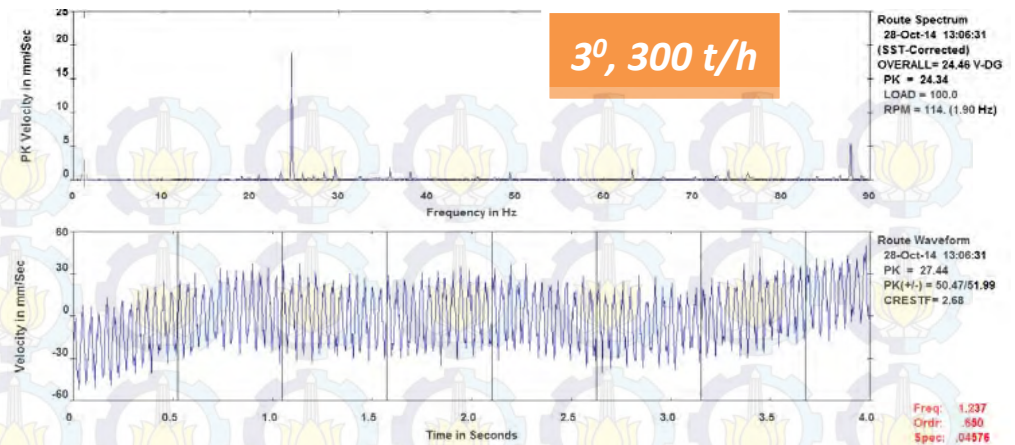 3⁰, 300 t/h
25
20
15
10
5
0
PK Velocity in mm/Sec
0 10 20 30 40 50 60 70 80 90
Frequency in Hz
Route Spectrum
28-Oct-14 13:06:31
(SST-Corrected)
OVERALL= 24.46 V-DG
PK = 24.34
LOAD = 100.0
RPM = 114. (1.90 Hz)
60
30
0
-30
-60
Velocity in mm/Sec
0 0.5 1.0 1.5 2.0 2.5 3.0 3.5 4.0
Time in Seconds
Route Waveform
28-Oct-14 13:06:31
PK = 27.44
PK(+/-) = 50.47/51.99
CRESTF= 2.68
Freq: 1.237
Ordr: .650
Spec: .04576